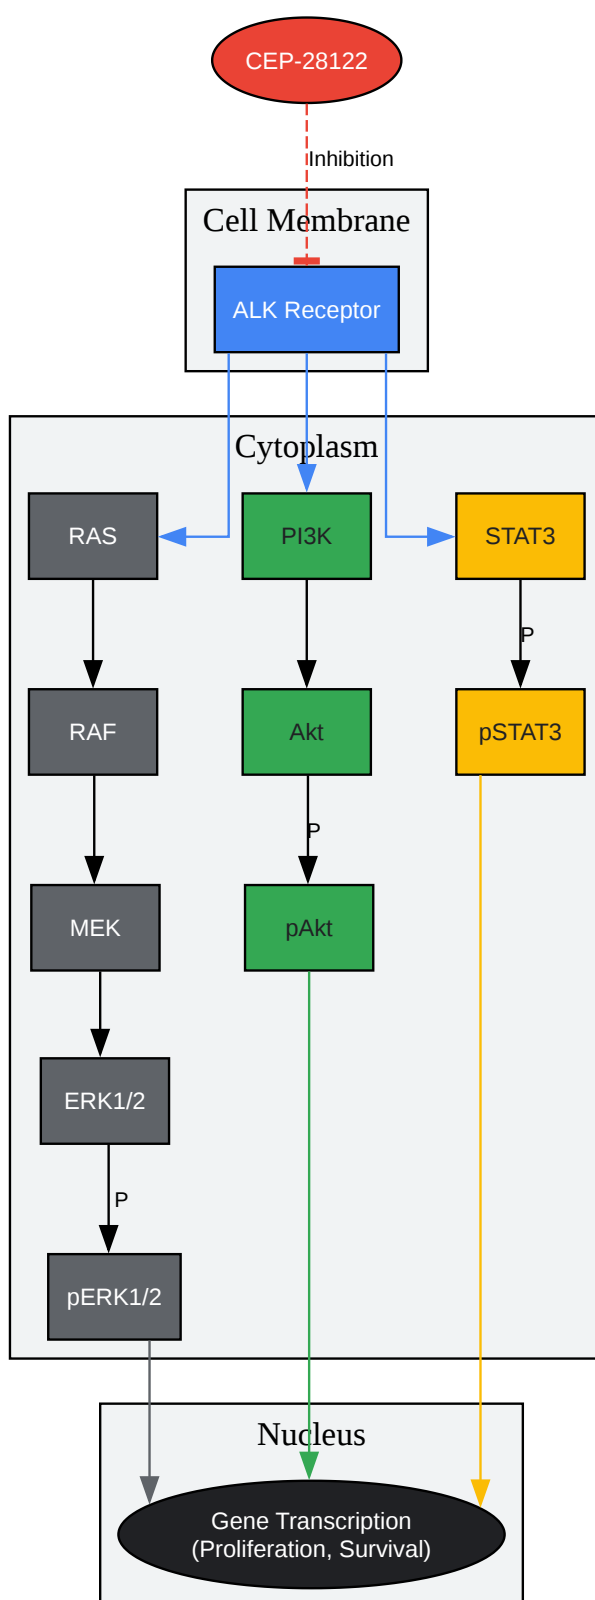 CEP-28122
Inhibition
Cell Membrane
ALK Receptor
Cytoplasm
RAS
PI3K
STAT3
P
RAF
Akt
pSTAT3
P
MEK
pAkt
ERK1/2
P
pERK1/2
Nucleus
Gene Transcription
(Proliferation, Survival)